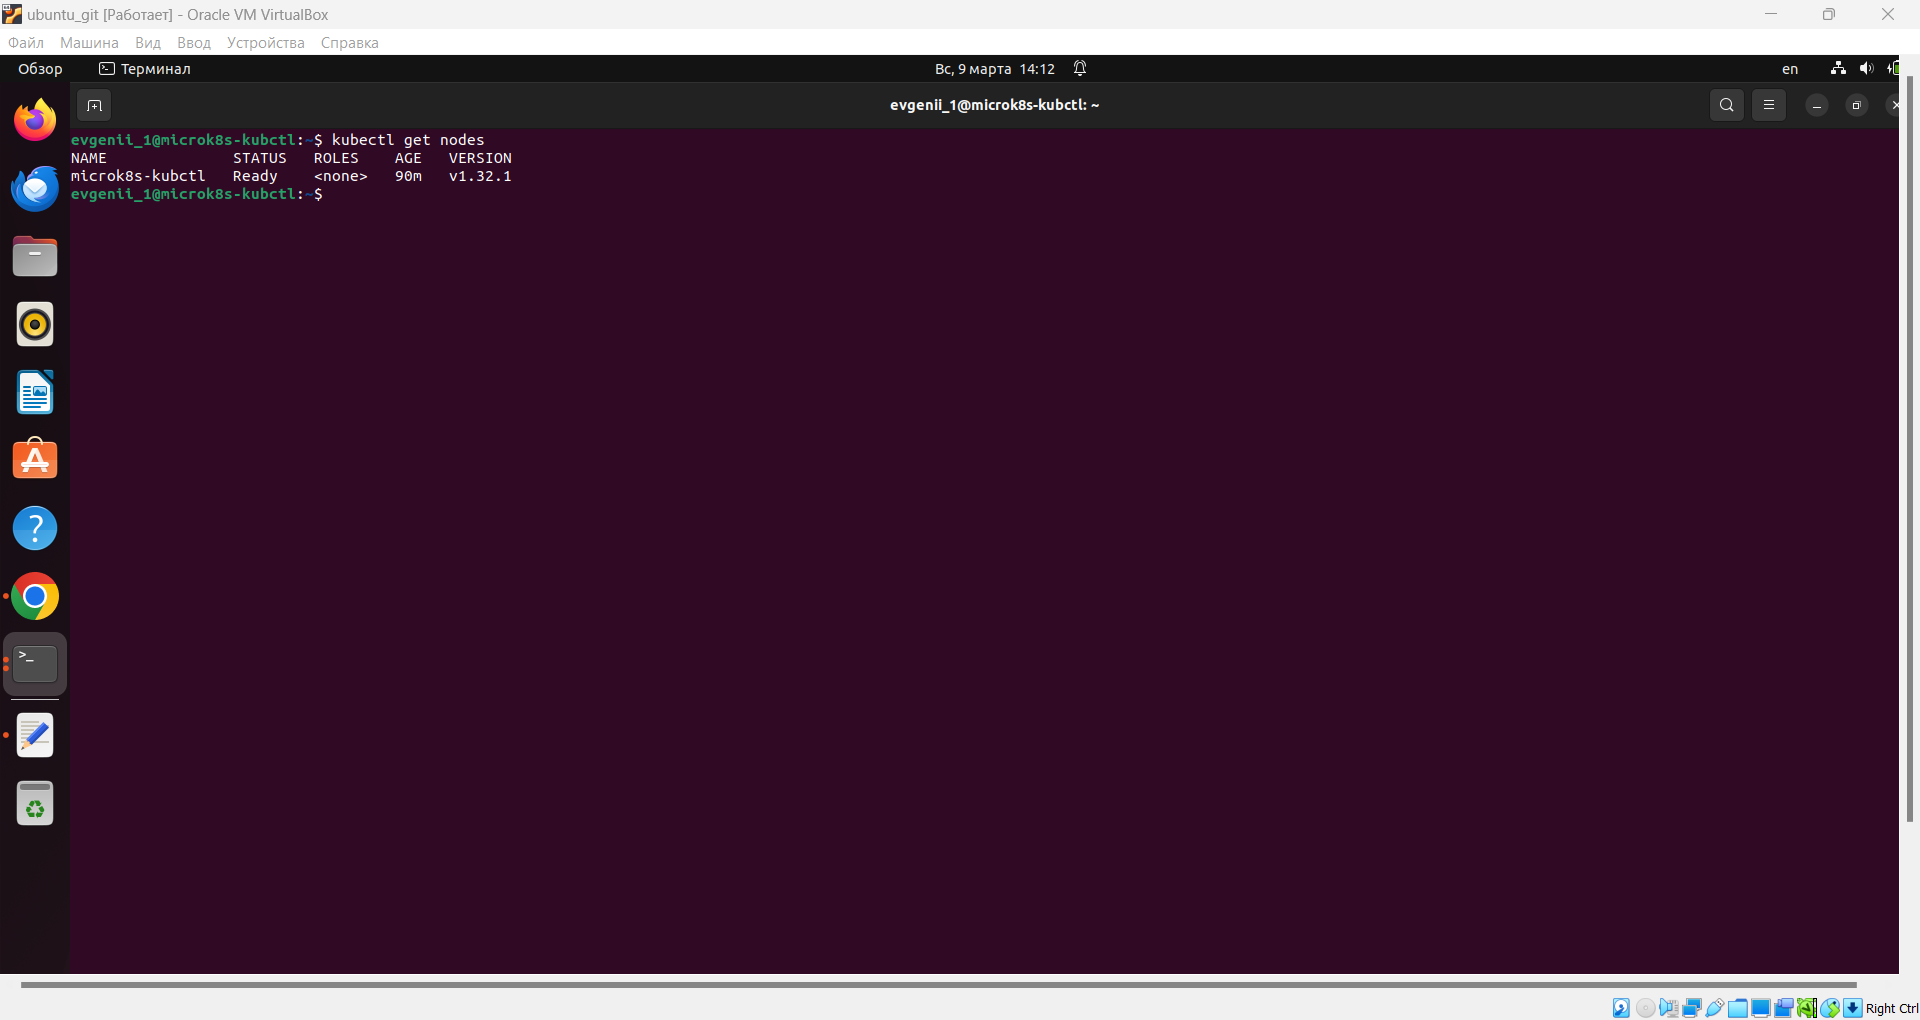 ubuntu_git [Работает] - Oracle VM VirtualBox
Файл Машина Вид Ввод Устройства Справка
Обзор Терминал Вс, 9 марта 14:12 en
evgenii_1@microk8s-kubctl: ~
evgenii_1@microk8s-kubctl:~$ kubectl get nodes
NAME STATUS ROLES AGE VERSION
microk8s-kubctl Ready <none> 90m v1.32.1
evgenii_1@microk8s-kubctl:~$
Right Ctrl